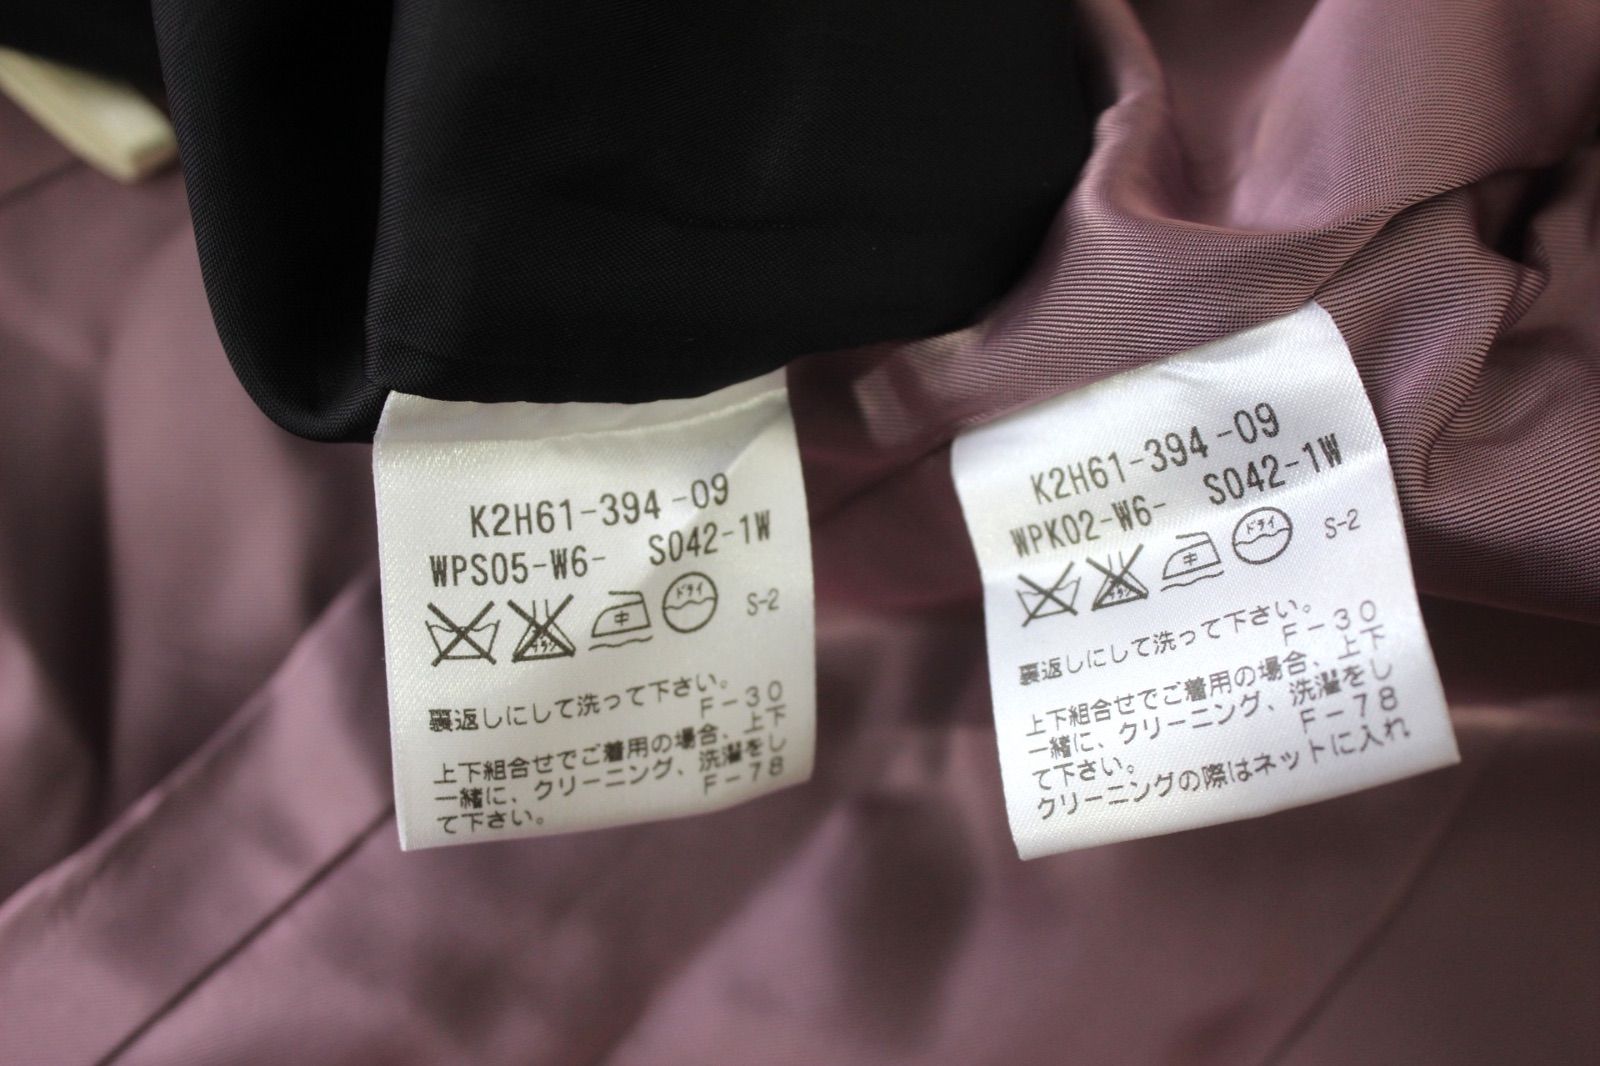 K2H61-394 -09
WPS05-W6- S042-1W
ドライ
中
S-2
裏返しにして洗って下さい。
F-30
上下組合せでご着用の場合、上下
一緒に、クリーニング、洗濯をし
て下さい。 F-78
K2H61-394 -09
WPK02-W6- S042-1W
ドライ
中
S-2
裏返しにして洗って下さい。
F-30
上下組合せでご着用の場合、上下
一緒に、クリーニング、洗濯をし
て下さい。 F-78
クリーニングの際はネットに入れ